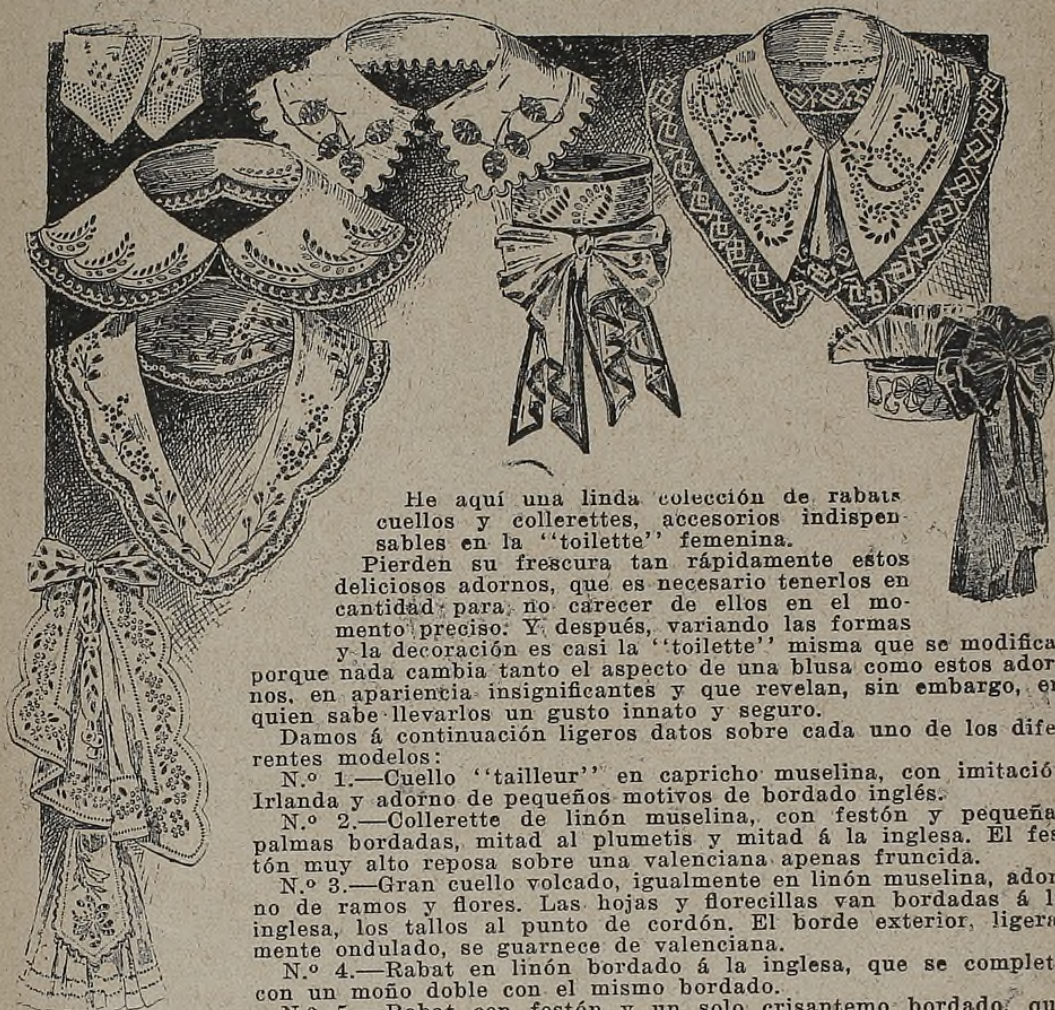 He aquí una linda colección de rabats
cuellos y collerettes, accesorios indispen-
sables en la "toilette" femenina.
Pierden su frescura tan rápidamente estos
deliciosos adornos, que es necesario tenerlos en
cantidad para no carecer de ellos en el mo-
mento preciso. Y después, variando las formas
y la decoración es casi la "toilette" misma que se modifica
porque nada cambia tanto el aspecto de una blusa como estos ador
nos, en apariencia insignificantes y que revelan, sin embargo, en
quien sabe llevarlos un gusto innato y seguro.
Damos á continuación ligeros datos sobre cada uno de los dife
rentes modelos:
N.º 1.—Cuello "tailleur" en capricho muselina, con imitació
Irlanda y adorno de pequeños motivos de bordado inglés.
N.º 2.—Collerette de linón muselina, con festón y pequeña
palmas bordadas, mitad al plumetis y mitad á la inglesa. El fes
tón muy alto reposa sobre una valenciana apenas fruncida.
N.º 3.—Gran cuello volcado, igualmente en linón muselina, ador
no de ramos y flores. Las hojas y florecillas van bordadas á l
inglesa, los tallos al punto de cordón. El borde exterior, ligera
mente ondulado, se guarnece de valenciana.
N.º 4.—Rabat en linón bordado á la inglesa, que se complet
con un moño doble con el mismo bordado.
N.º 5.—Rabat con festón y un solo crisantemo bordado, qu